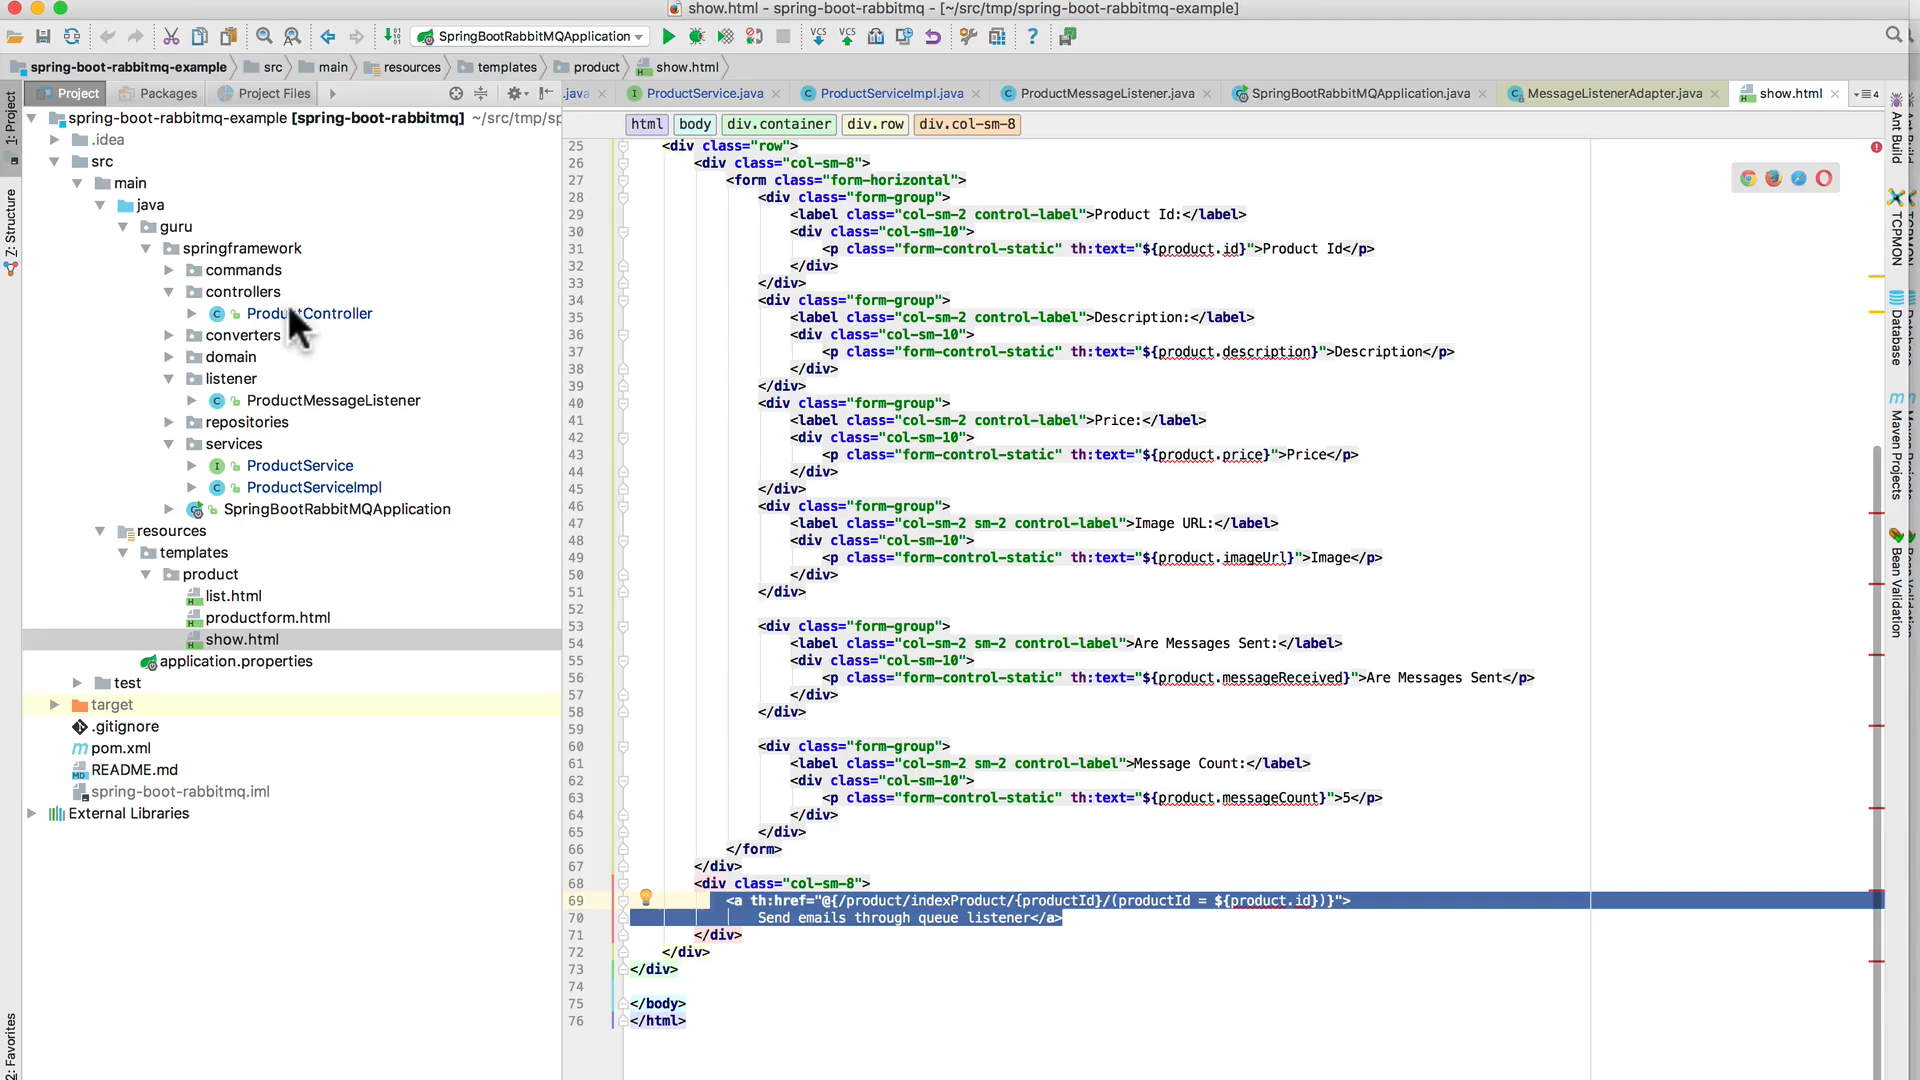 show.html - spring-boot-rabbitmq - [~/src/tmp/spring-boot-rabbitmq-example]
SpringBootRabbitMQApplication
spring-boot-rabbitmq-example src main resources templates product show.html
Project Packages Project Files
.java ProductService.java ProductServiceImpl.java ProductMessageListener.java SpringBootRabbitMQApplication.java MessageListenerAdapter.java show.html 4
html body div.container div.row div.col-sm-8
1: Project
Z: Structure
2: Favorites
spring-boot-rabbitmq-example [spring-boot-rabbitmq] ~/src/tmp/sp
.idea
src
main
java
guru
springframework
commands
controllers
ProductController
converters
domain
listener
ProductMessageListener
repositories
services
ProductService
ProductServiceImpl
SpringBootRabbitMQApplication
resources
templates
product
list.html
productform.html
show.html
application.properties
test
target
.gitignore
pom.xml
README.md
spring-boot-rabbitmq.iml
External Libraries
25 <div class="row">
26 <div class="col-sm-8">
27 <form class="form-horizontal">
28 <div class="form-group">
29 <label class="col-sm-2 control-label">Product Id:</label>
30 <div class="col-sm-10">
31 <p class="form-control-static" th:text="${product.id}">Product Id</p>
32 </div>
33 </div>
34 <div class="form-group">
35 <label class="col-sm-2 control-label">Description:</label>
36 <div class="col-sm-10">
37 <p class="form-control-static" th:text="${product.description}">Description</p>
38 </div>
39 </div>
40 <div class="form-group">
41 <label class="col-sm-2 control-label">Price:</label>
42 <div class="col-sm-10">
43 <p class="form-control-static" th:text="${product.price}">Price</p>
44 </div>
45 </div>
46 <div class="form-group">
47 <label class="col-sm-2 sm-2 control-label">Image URL:</label>
48 <div class="col-sm-10">
49 <p class="form-control-static" th:text="${product.imageUrl}">Image</p>
50 </div>
51 </div>
52
53 <div class="form-group">
54 <label class="col-sm-2 sm-2 control-label">Are Messages Sent:</label>
55 <div class="col-sm-10">
56 <p class="form-control-static" th:text="${product.messageReceived}">Are Messages Sent</p>
57 </div>
58 </div>
59
60 <div class="form-group">
61 <label class="col-sm-2 sm-2 control-label">Message Count:</label>
62 <div class="col-sm-10">
63 <p class="form-control-static" th:text="${product.messageCount}">5</p>
64 </div>
65 </div>
66 </form>
67 </div>
68 <div class="col-sm-8">
69 <a th:href="@{/product/indexProduct/{productId}/(productId = ${product.id})}">
70 Send emails through queue listener</a>
71 </div>
72 </div>
73 </div>
74
75 </body>
76 </html>
Ant Build
TCPMON
Database
Maven Projects
Bean Validation